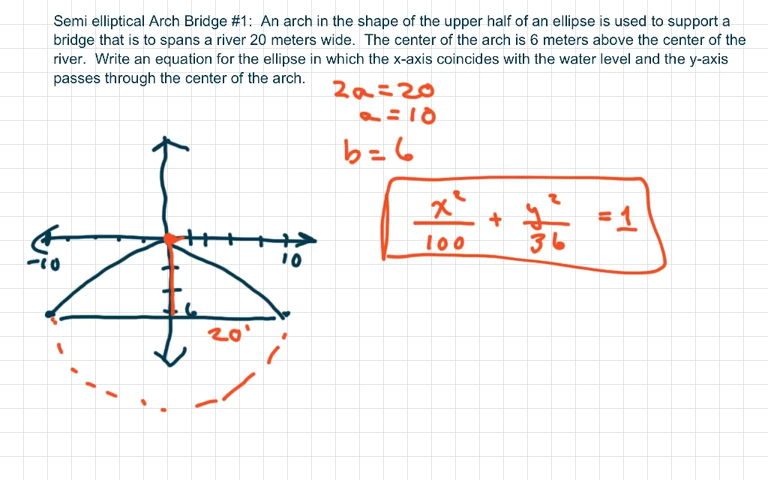 Semi elliptical Arch Bridge #1: An arch in the shape of the upper half of an ellipse is used to support a
bridge that is to spans a river 20 meters wide. The center of the arch is 6 meters above the center of the
river. Write an equation for the ellipse in which the x-axis coincides with the water level and the y-axis
passes through the center of the arch.
2a=20
a=10
b=6
x²/100 + y²/36 = 1
-10 10
6
20'